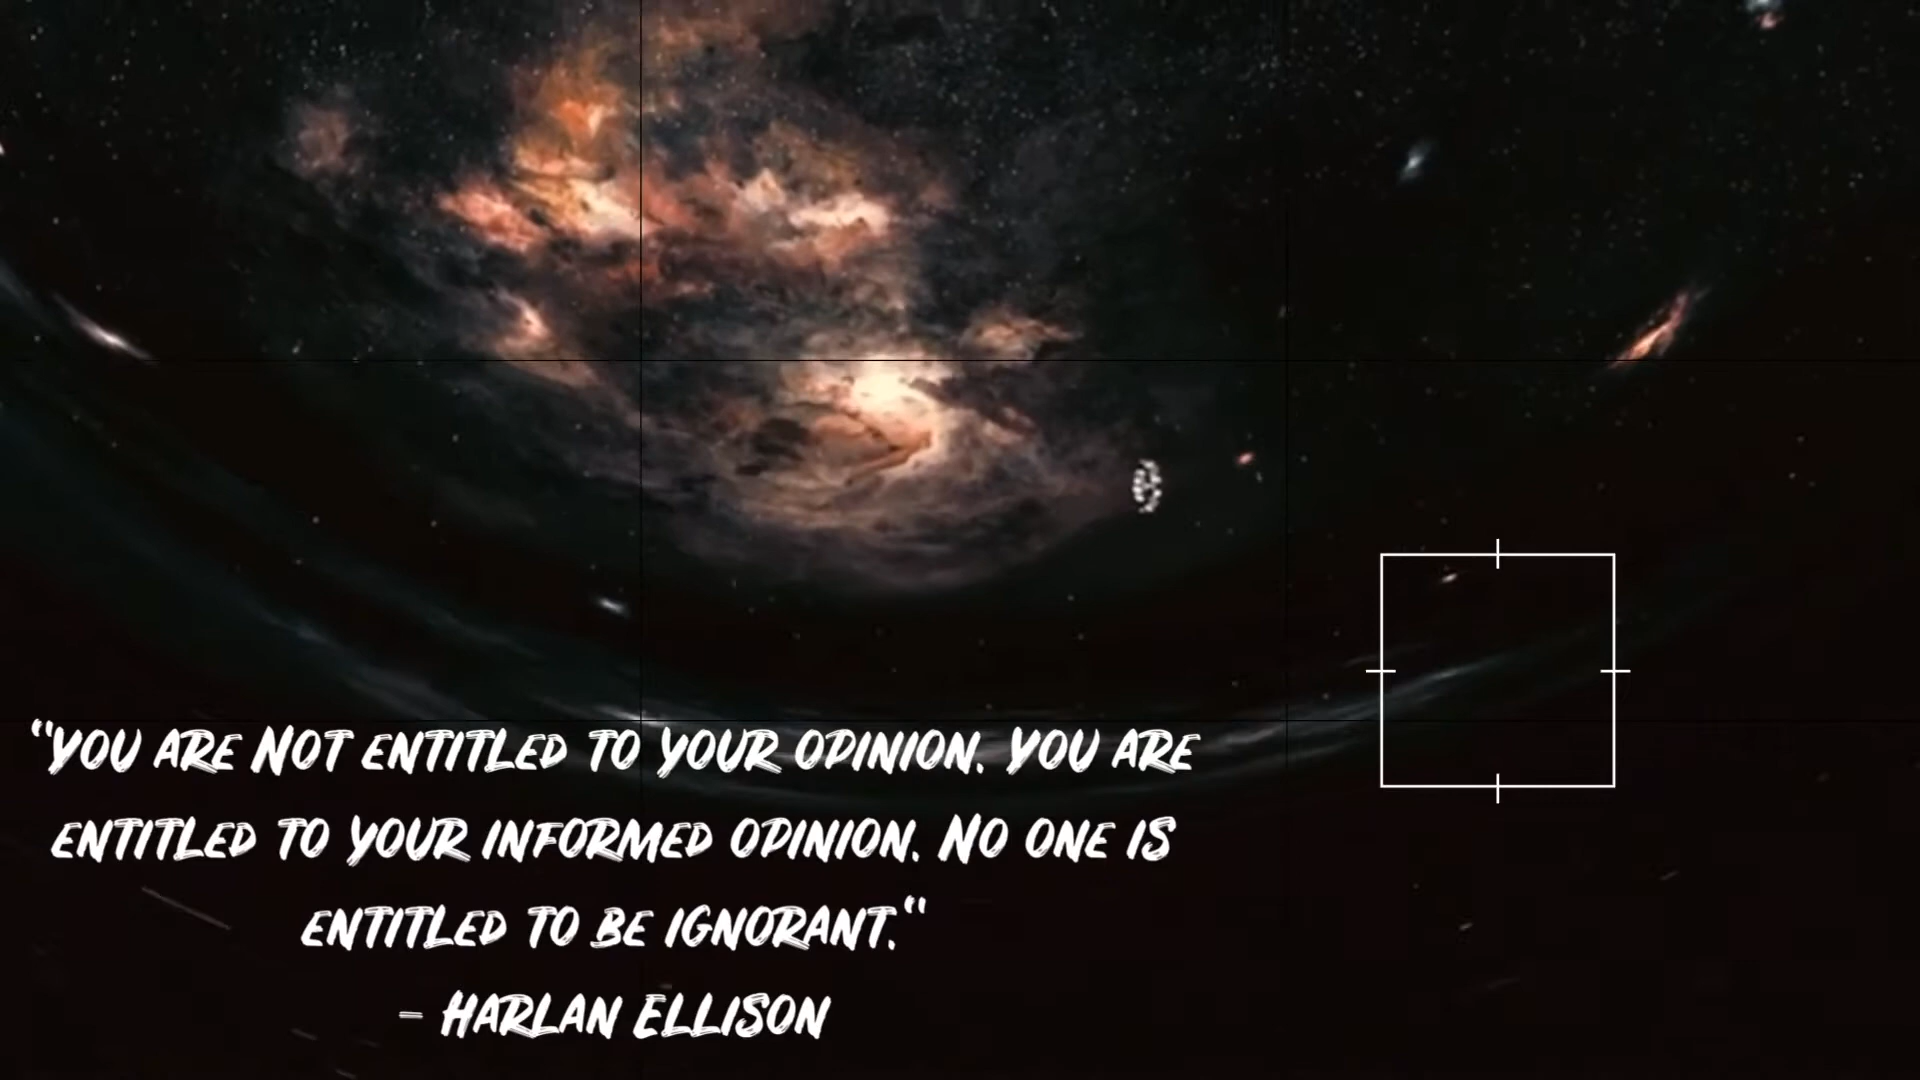 “You are not entitled to your opinion. You are
entitled to your informed opinion. No one is
entitled to be ignorant.“
- Harlan Ellison